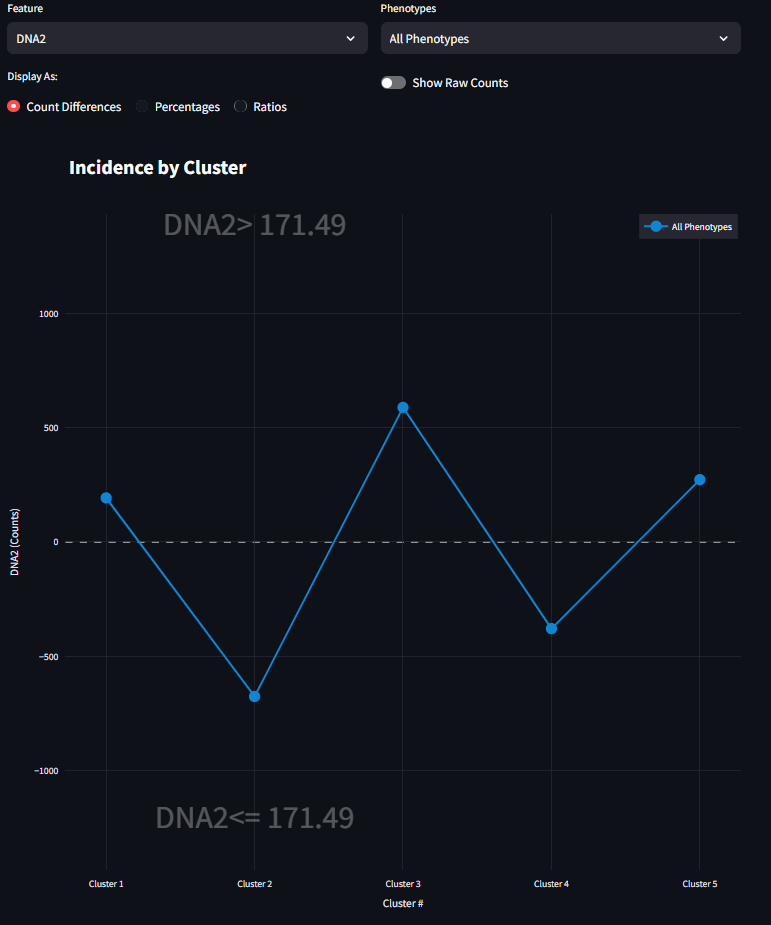 Feature
Phenotypes
DNA2
All Phenotypes
Display As:
Show Raw Counts
Count Differences
Percentages
Ratios
Incidence by Cluster
DNA2> 171.49
All Phenotypes
1000
500
0
−500
−1000
DNA2 (Counts)
DNA2<= 171.49
Cluster 1
Cluster 2
Cluster 3
Cluster 4
Cluster 5
Cluster #